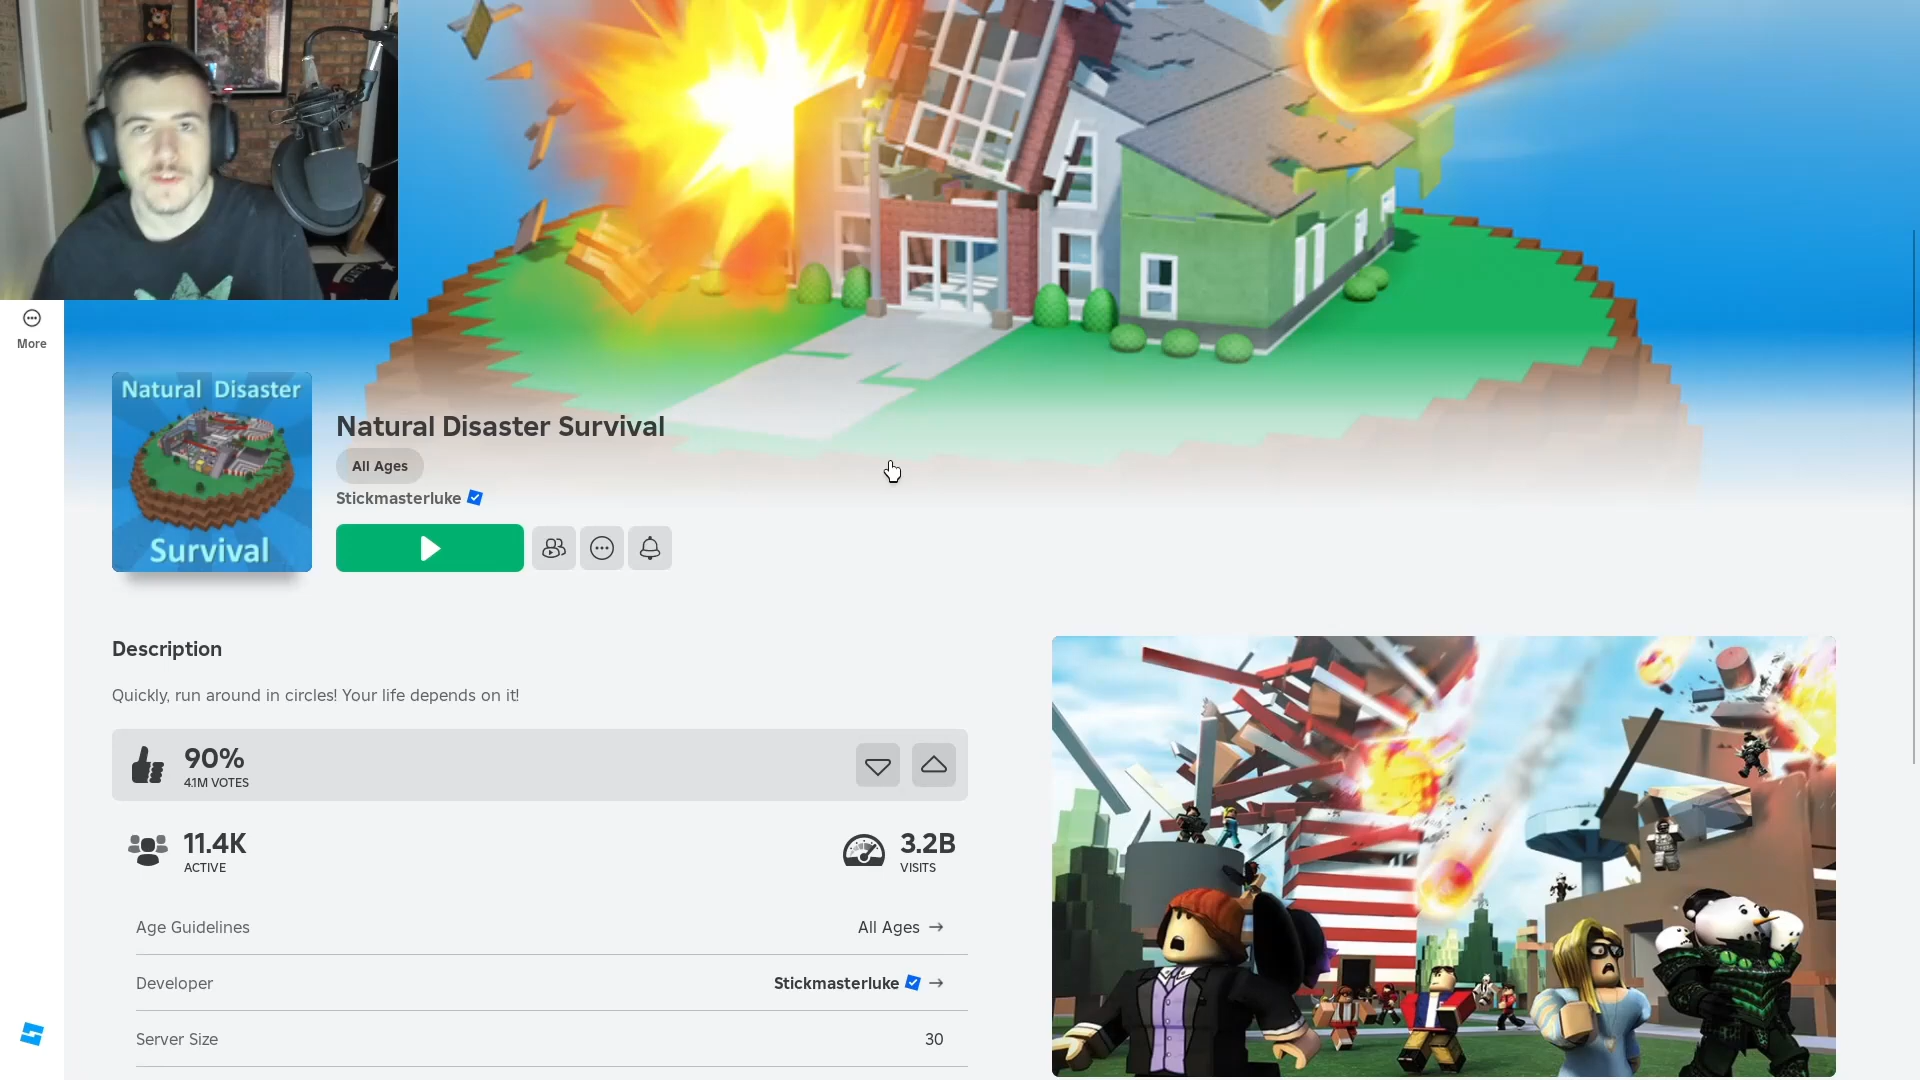 More
Natural Disaster
Survival
Natural Disaster Survival
All Ages
Stickmasterluke
Description
Quickly, run around in circles! Your life depends on it!
90%
4.1M VOTES
11.4K
ACTIVE
3.2B
VISITS
Age Guidelines
All Ages
Developer
Stickmasterluke
Server Size
30